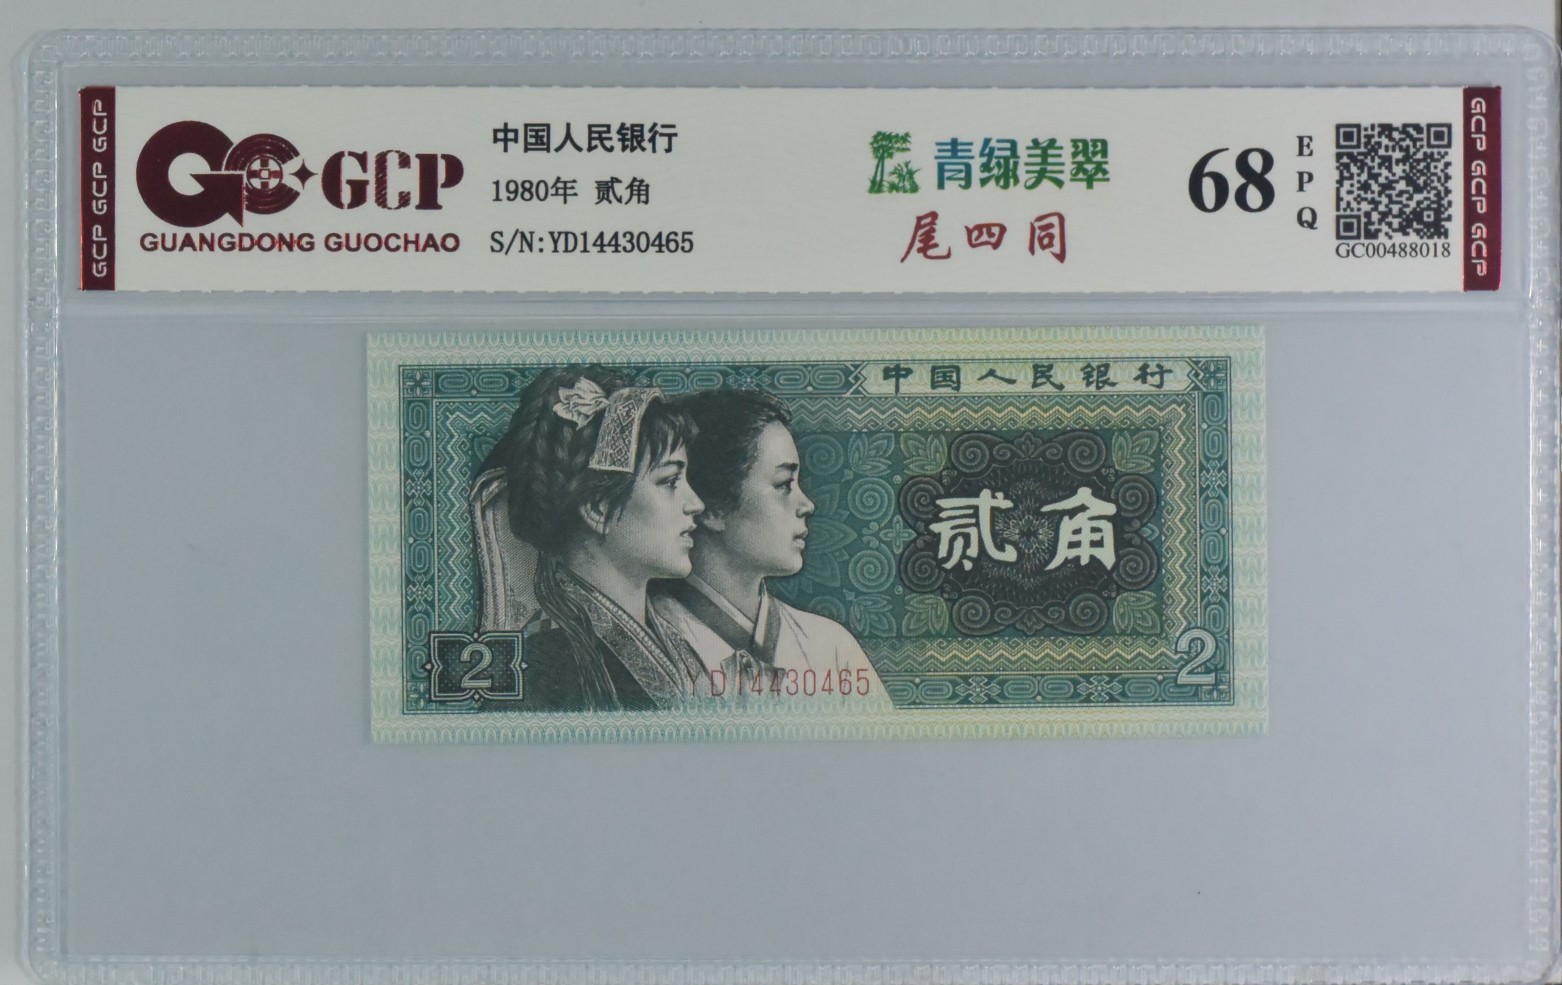 GCP GCP GCP
GCP
GUANGDONG GUOCHAO
中国人民银行
1980年 贰角
S/N:YD14430465
青绿美翠
尾四同
68
EPQ
GC00488018
GCP GCP GCP
中国人民银行
贰角
2
YD14430465
2